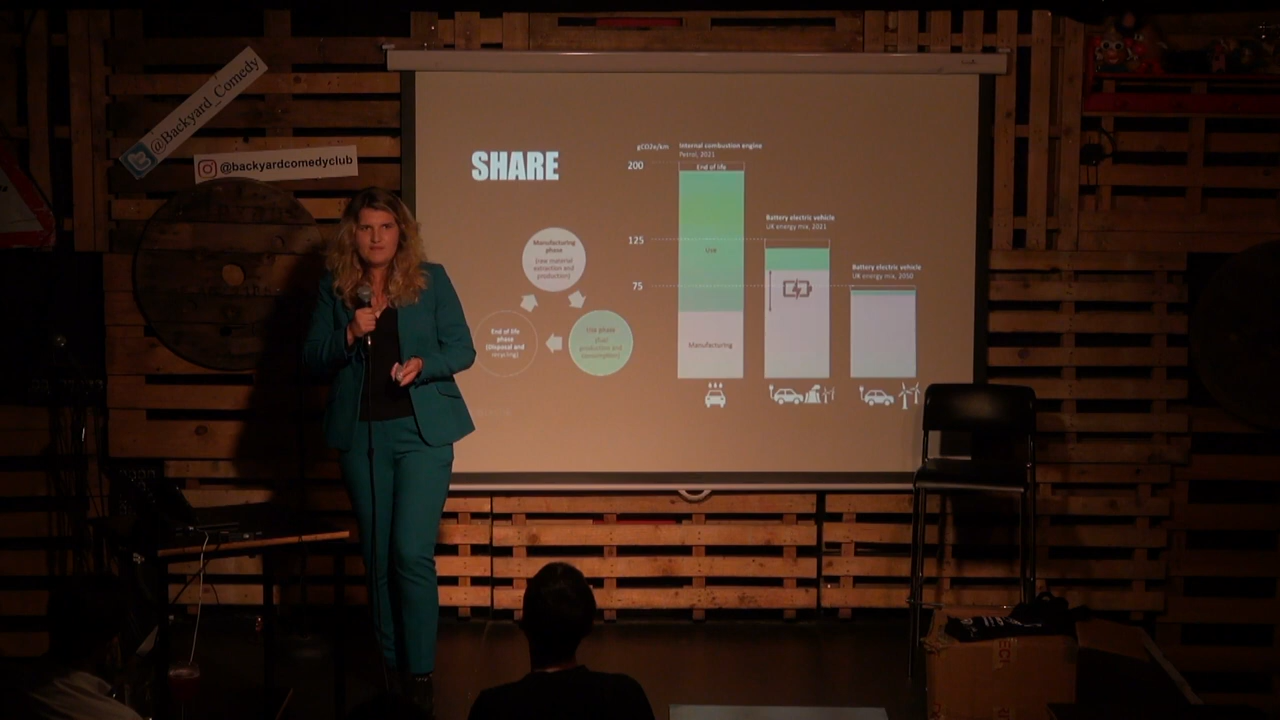 @Backyard_Comedy
@backyardcomedyclub
SHARE
Manufacturing
phase
(raw material
extraction and
production)
End of life
phase
(Disposal and
recycling)
Use phase
(fuel
production and
consumption)
gCO2e/km
200
125
75
Internal combustion engine
Petrol, 2021
End of life
Use
Manufacturing
Battery electric vehicle
UK energy mix, 2021
Battery electric vehicle
UK energy mix, 2050